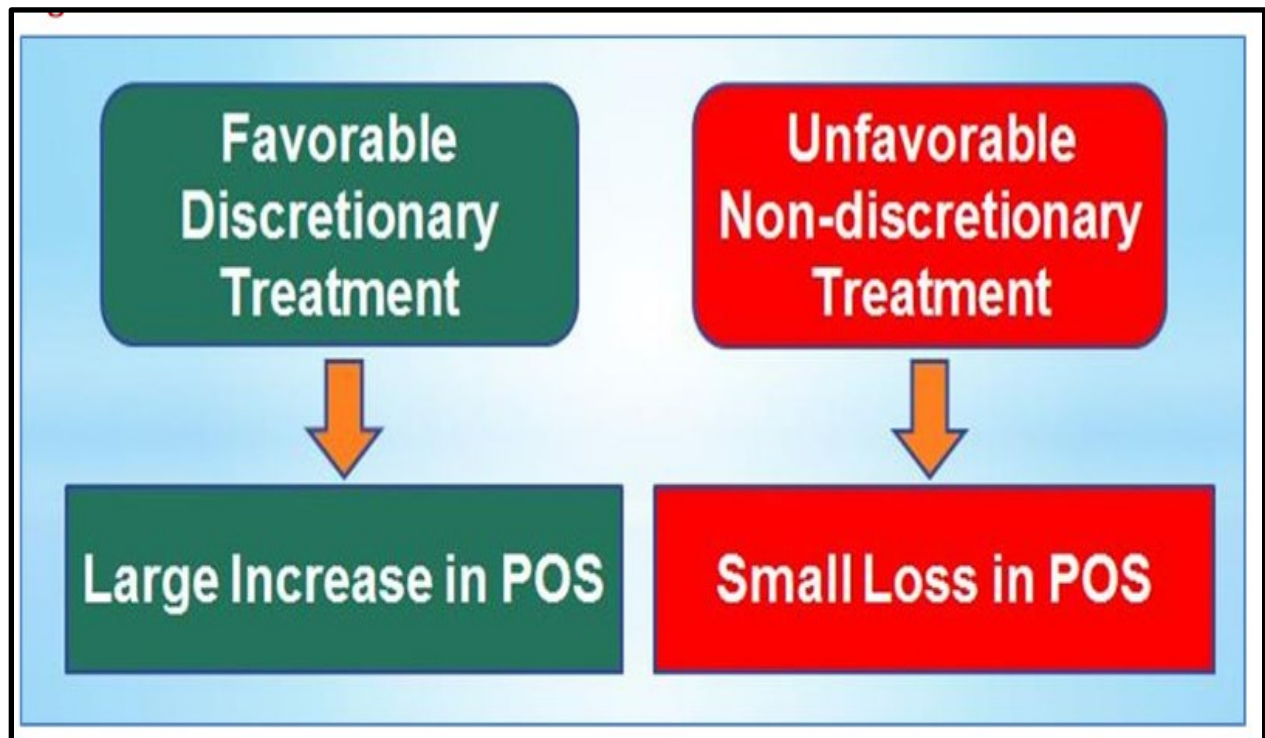 Favorable
Discretionary
Treatment
Unfavorable
Non-discretionary
Treatment
Large Increase in POS
Small Loss in POS